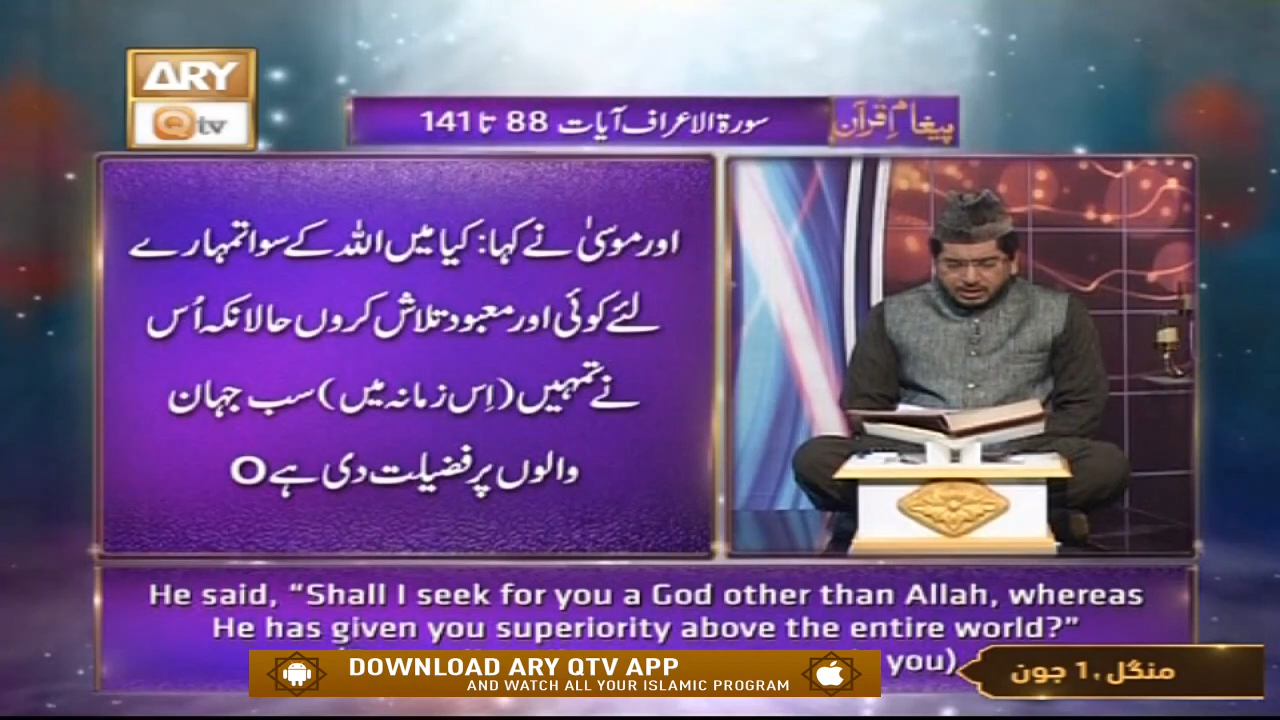 ARY
Qtv
پیغامِ قرآن
سورۃ الاعراف آیات 88 تا 141
اور موسیٰ نے کہا: کیا میں اللہ کے سوا تمہارے
لئے کوئی اور معبود تلاش کروں حالانکہ اُس
نے تمہیں (اِس زمانہ میں) سب جہان
والوں پر فضیلت دی ہے O
He said, “Shall I seek for you a God other than Allah, whereas
He has given you superiority above the entire world?”
you)
DOWNLOAD ARY QTV APP
AND WATCH ALL YOUR ISLAMIC PROGRAM
منگل، 1 جون